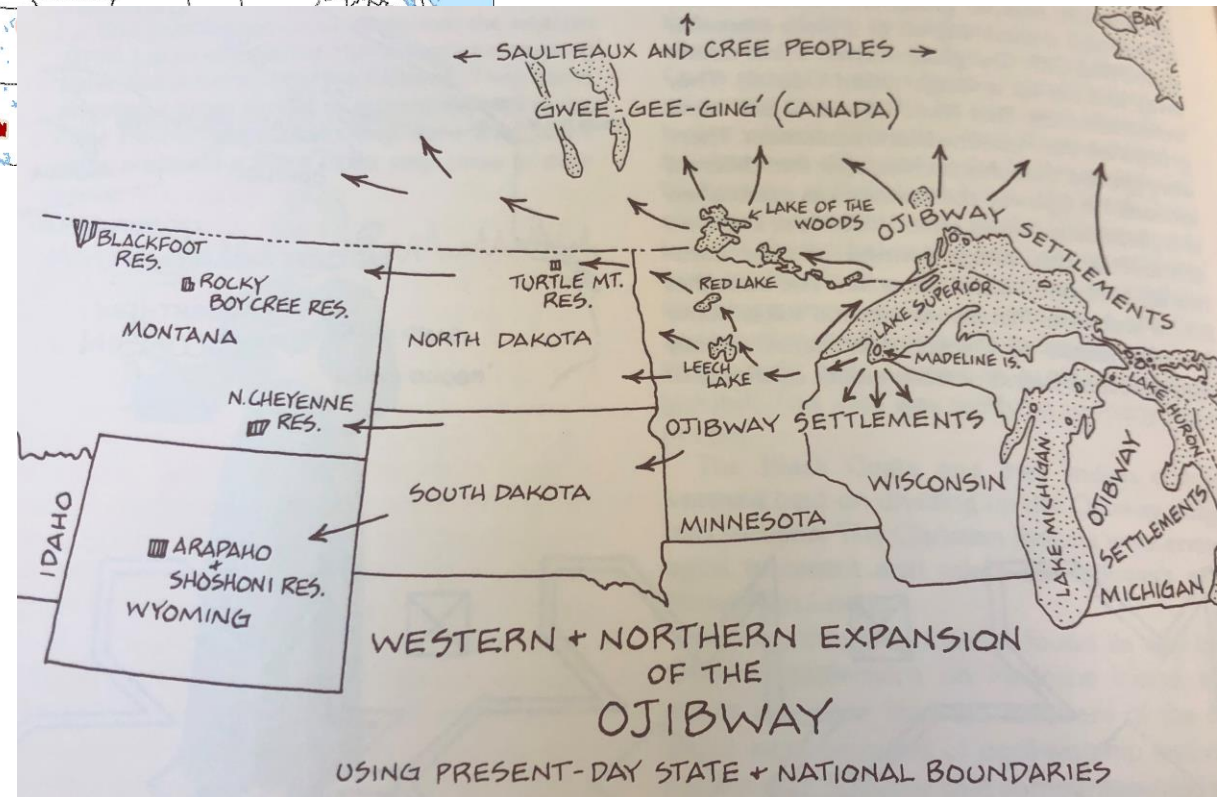 BAY
← SAULTEAUX AND CREE PEOPLES →
GWEE-GEE-GING' (CANADA)
LAKE OF THE
WOODS
OJIBWAY SETTLEMENTS
BLACKFOOT
RES.
ROCKY
BOY CREE RES.
MONTANA
TURTLE MT.
RES.
RED LAKE
LAKE SUPERIOR
NORTH DAKOTA
LEECH
LAKE
MADELINE IS.
LAKE HURON
N. CHEYENNE
RES.
OJIBWAY SETTLEMENTS
SOUTH DAKOTA
WISCONSIN
LAKE MICHIGAN
OJIBWAY
SETTLEMENTS
MINNESOTA
IDAHO
ARAPAHO
+
SHOSHONI RES.
WYOMING
MICHIGAN
WESTERN + NORTHERN EXPANSION
OF THE
OJIBWAY
USING PRESENT-DAY STATE + NATIONAL BOUNDARIES